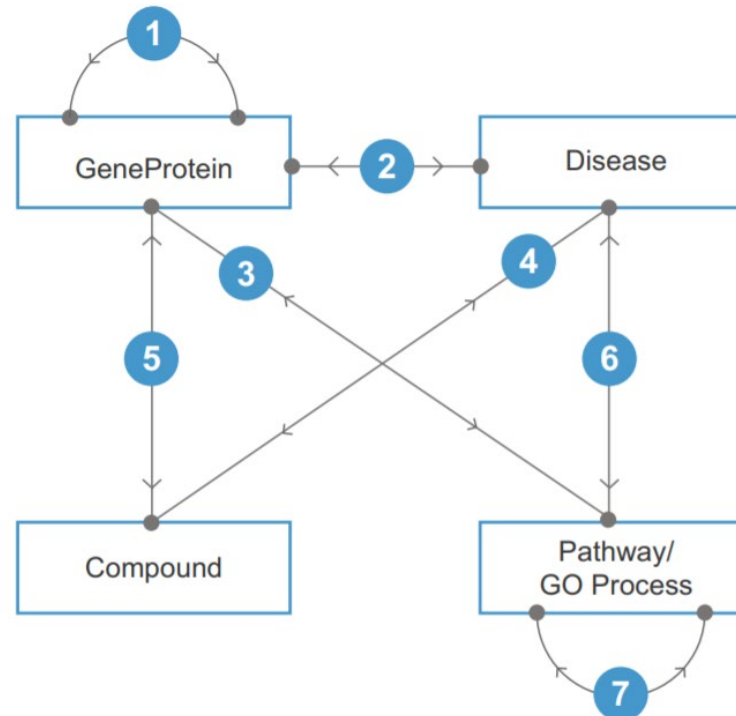 1
GeneProtein
2
Disease
3
4
5
6
Compound
Pathway/
GO Process
7